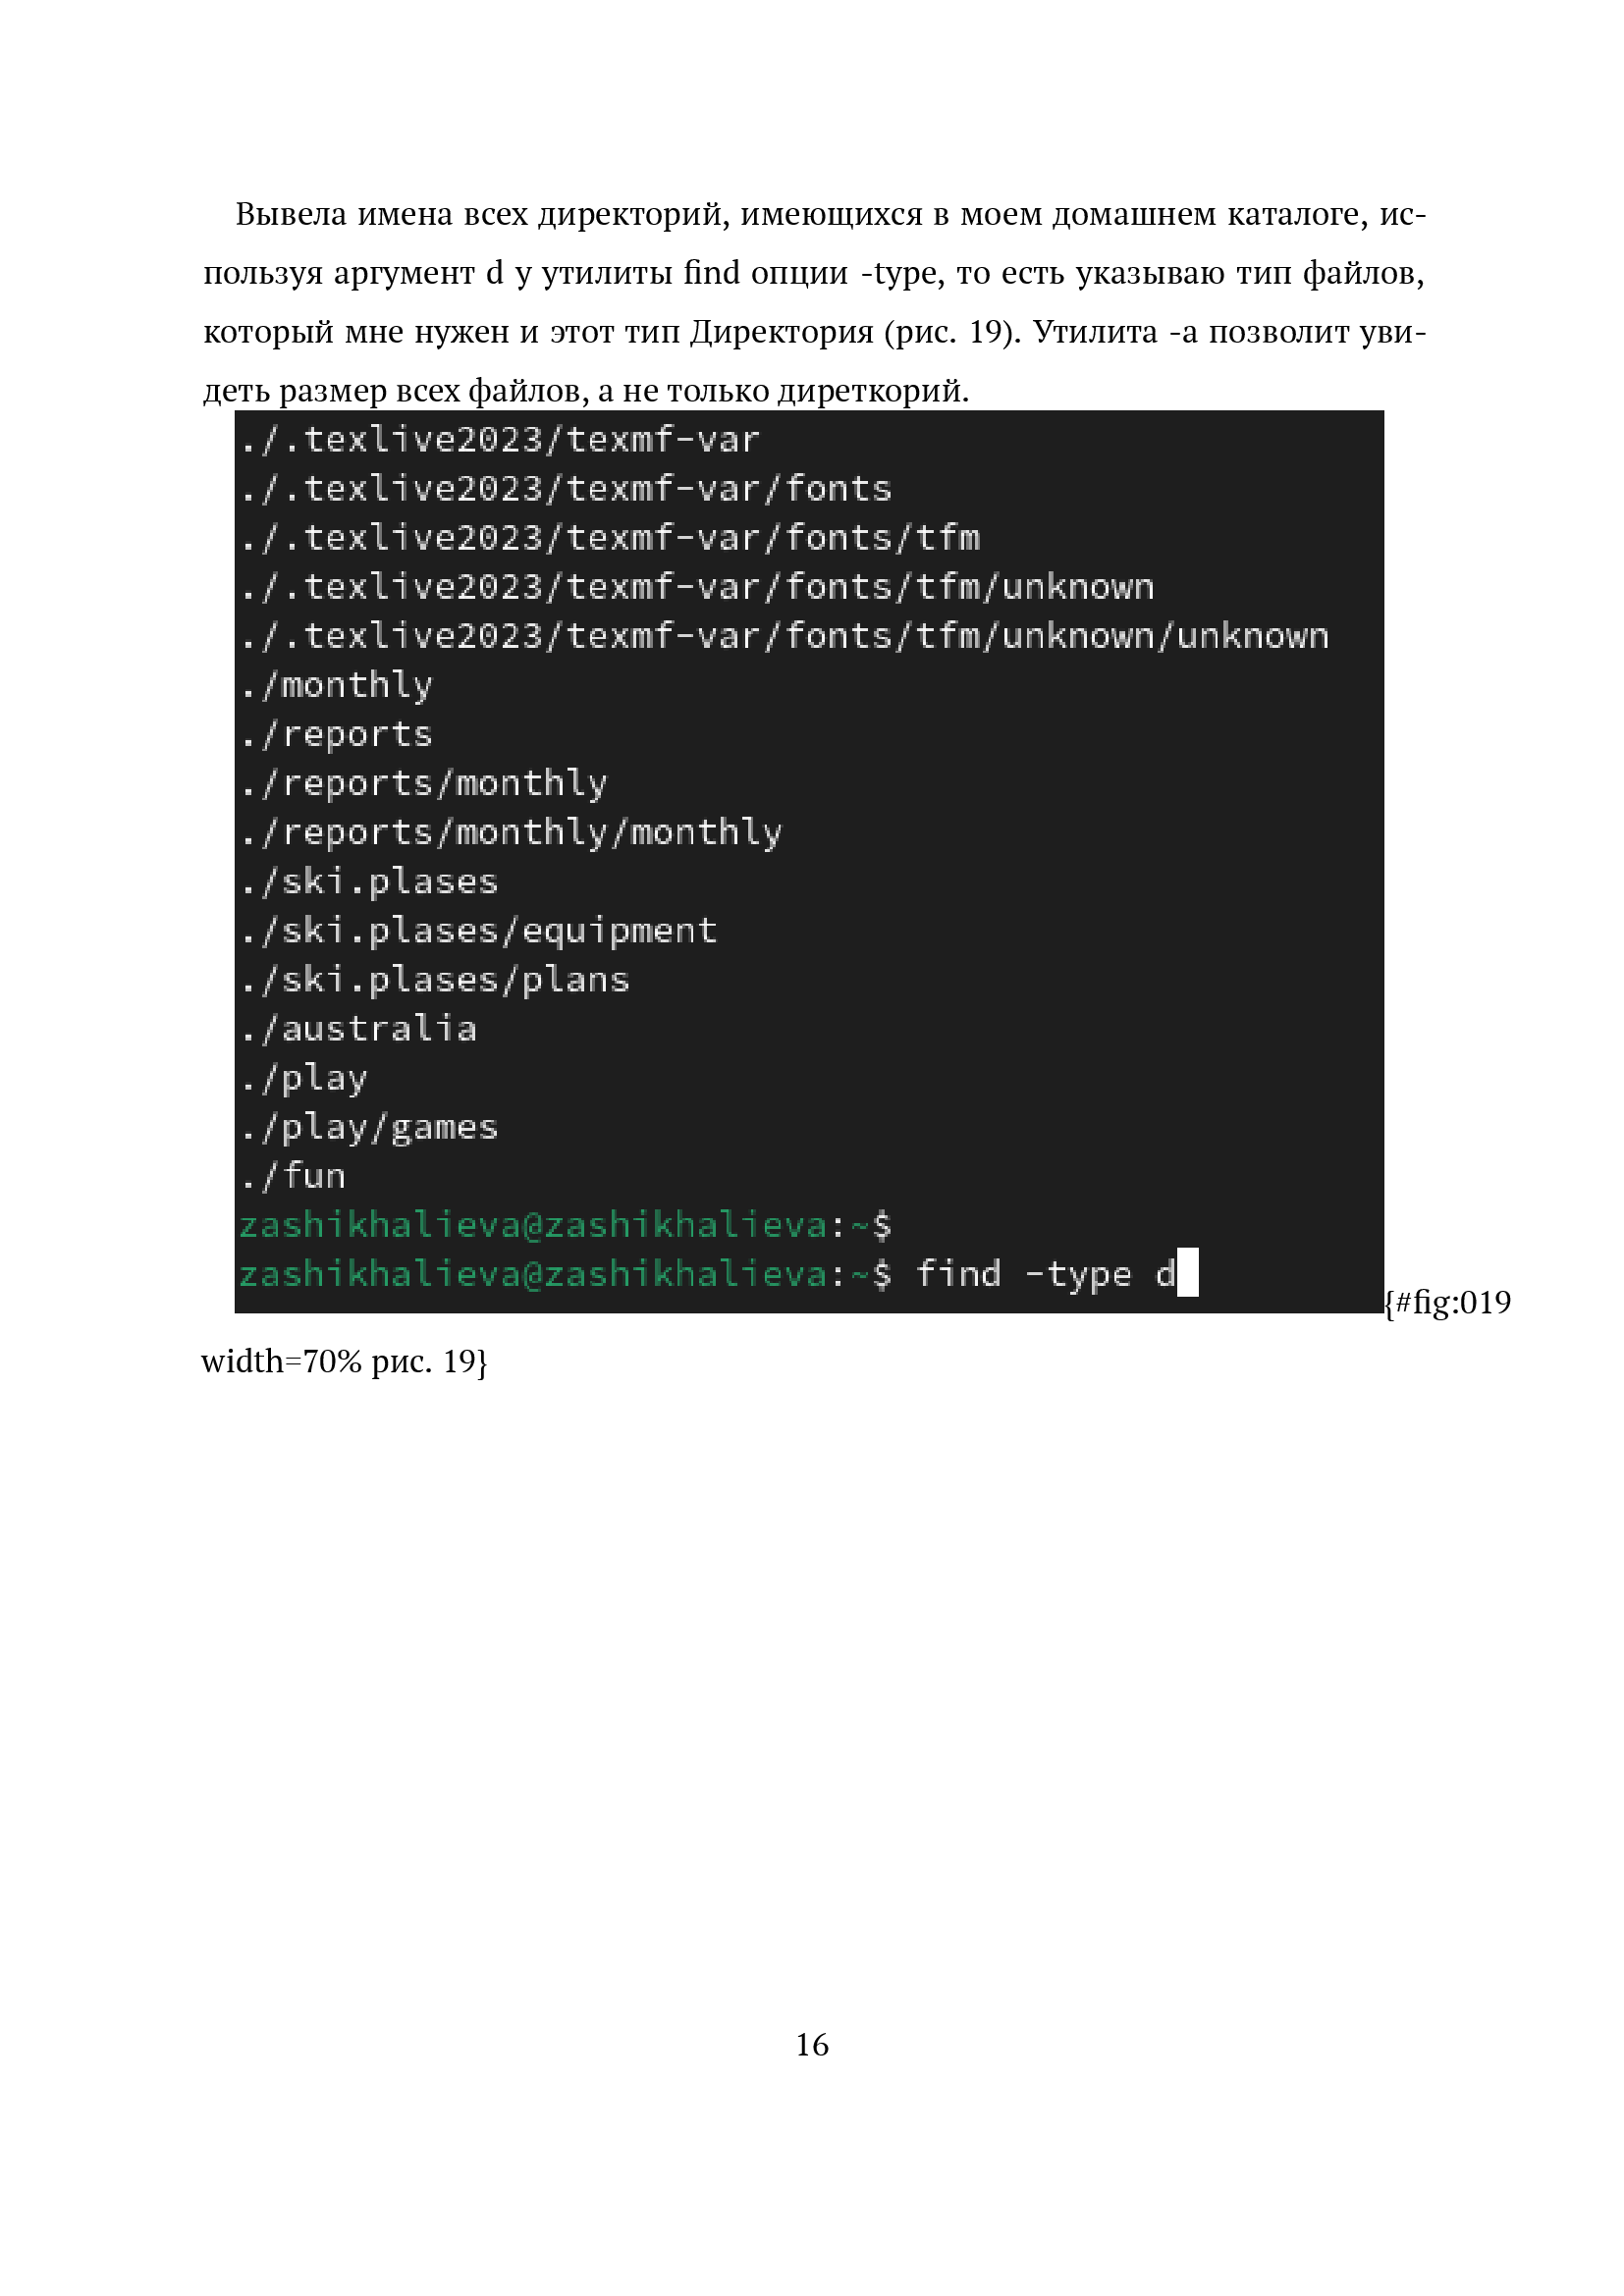 Вывела имена всех директорий, имеющихся в моем домашнем каталоге, ис-
пользуя аргумент d у утилиты find опции -type, то есть указываю тип файлов,
который мне нужен и этот тип Директория (рис. 19). Утилита -a позволит уви-
деть размер всех файлов, а не только диреткорий.
./.texlive2023/texmf-var
./.texlive2023/texmf-var/fonts
./.texlive2023/texmf-var/fonts/tfm
./.texlive2023/texmf-var/fonts/tfm/unknown
./.texlive2023/texmf-var/fonts/tfm/unknown/unknown
./monthly
./reports
./reports/monthly
./reports/monthly/monthly
./ski.plases
./ski.plases/equipment
./ski.plases/plans
./australia
./play
./play/games
./fun
zashikhalieva@zashikhalieva:~$
zashikhalieva@zashikhalieva:~$ find -type d
{#fig:019
width=70% рис. 19}
16